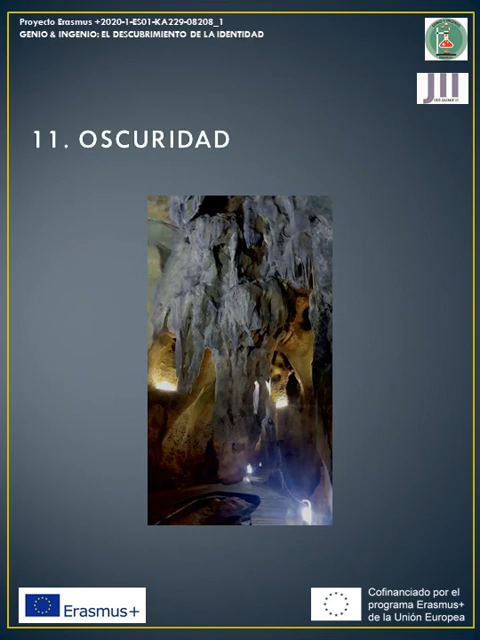 Proyecto Erasmus +2020-1-ES01-KA229-08208_1
GENIO & INGENIO: EL DESCUBRIMIENTO DE LA IDENTIDAD
JII
11. OSCURIDAD
Erasmus+
Cofinanciado por el
programa Erasmus+
de la Unión Europea